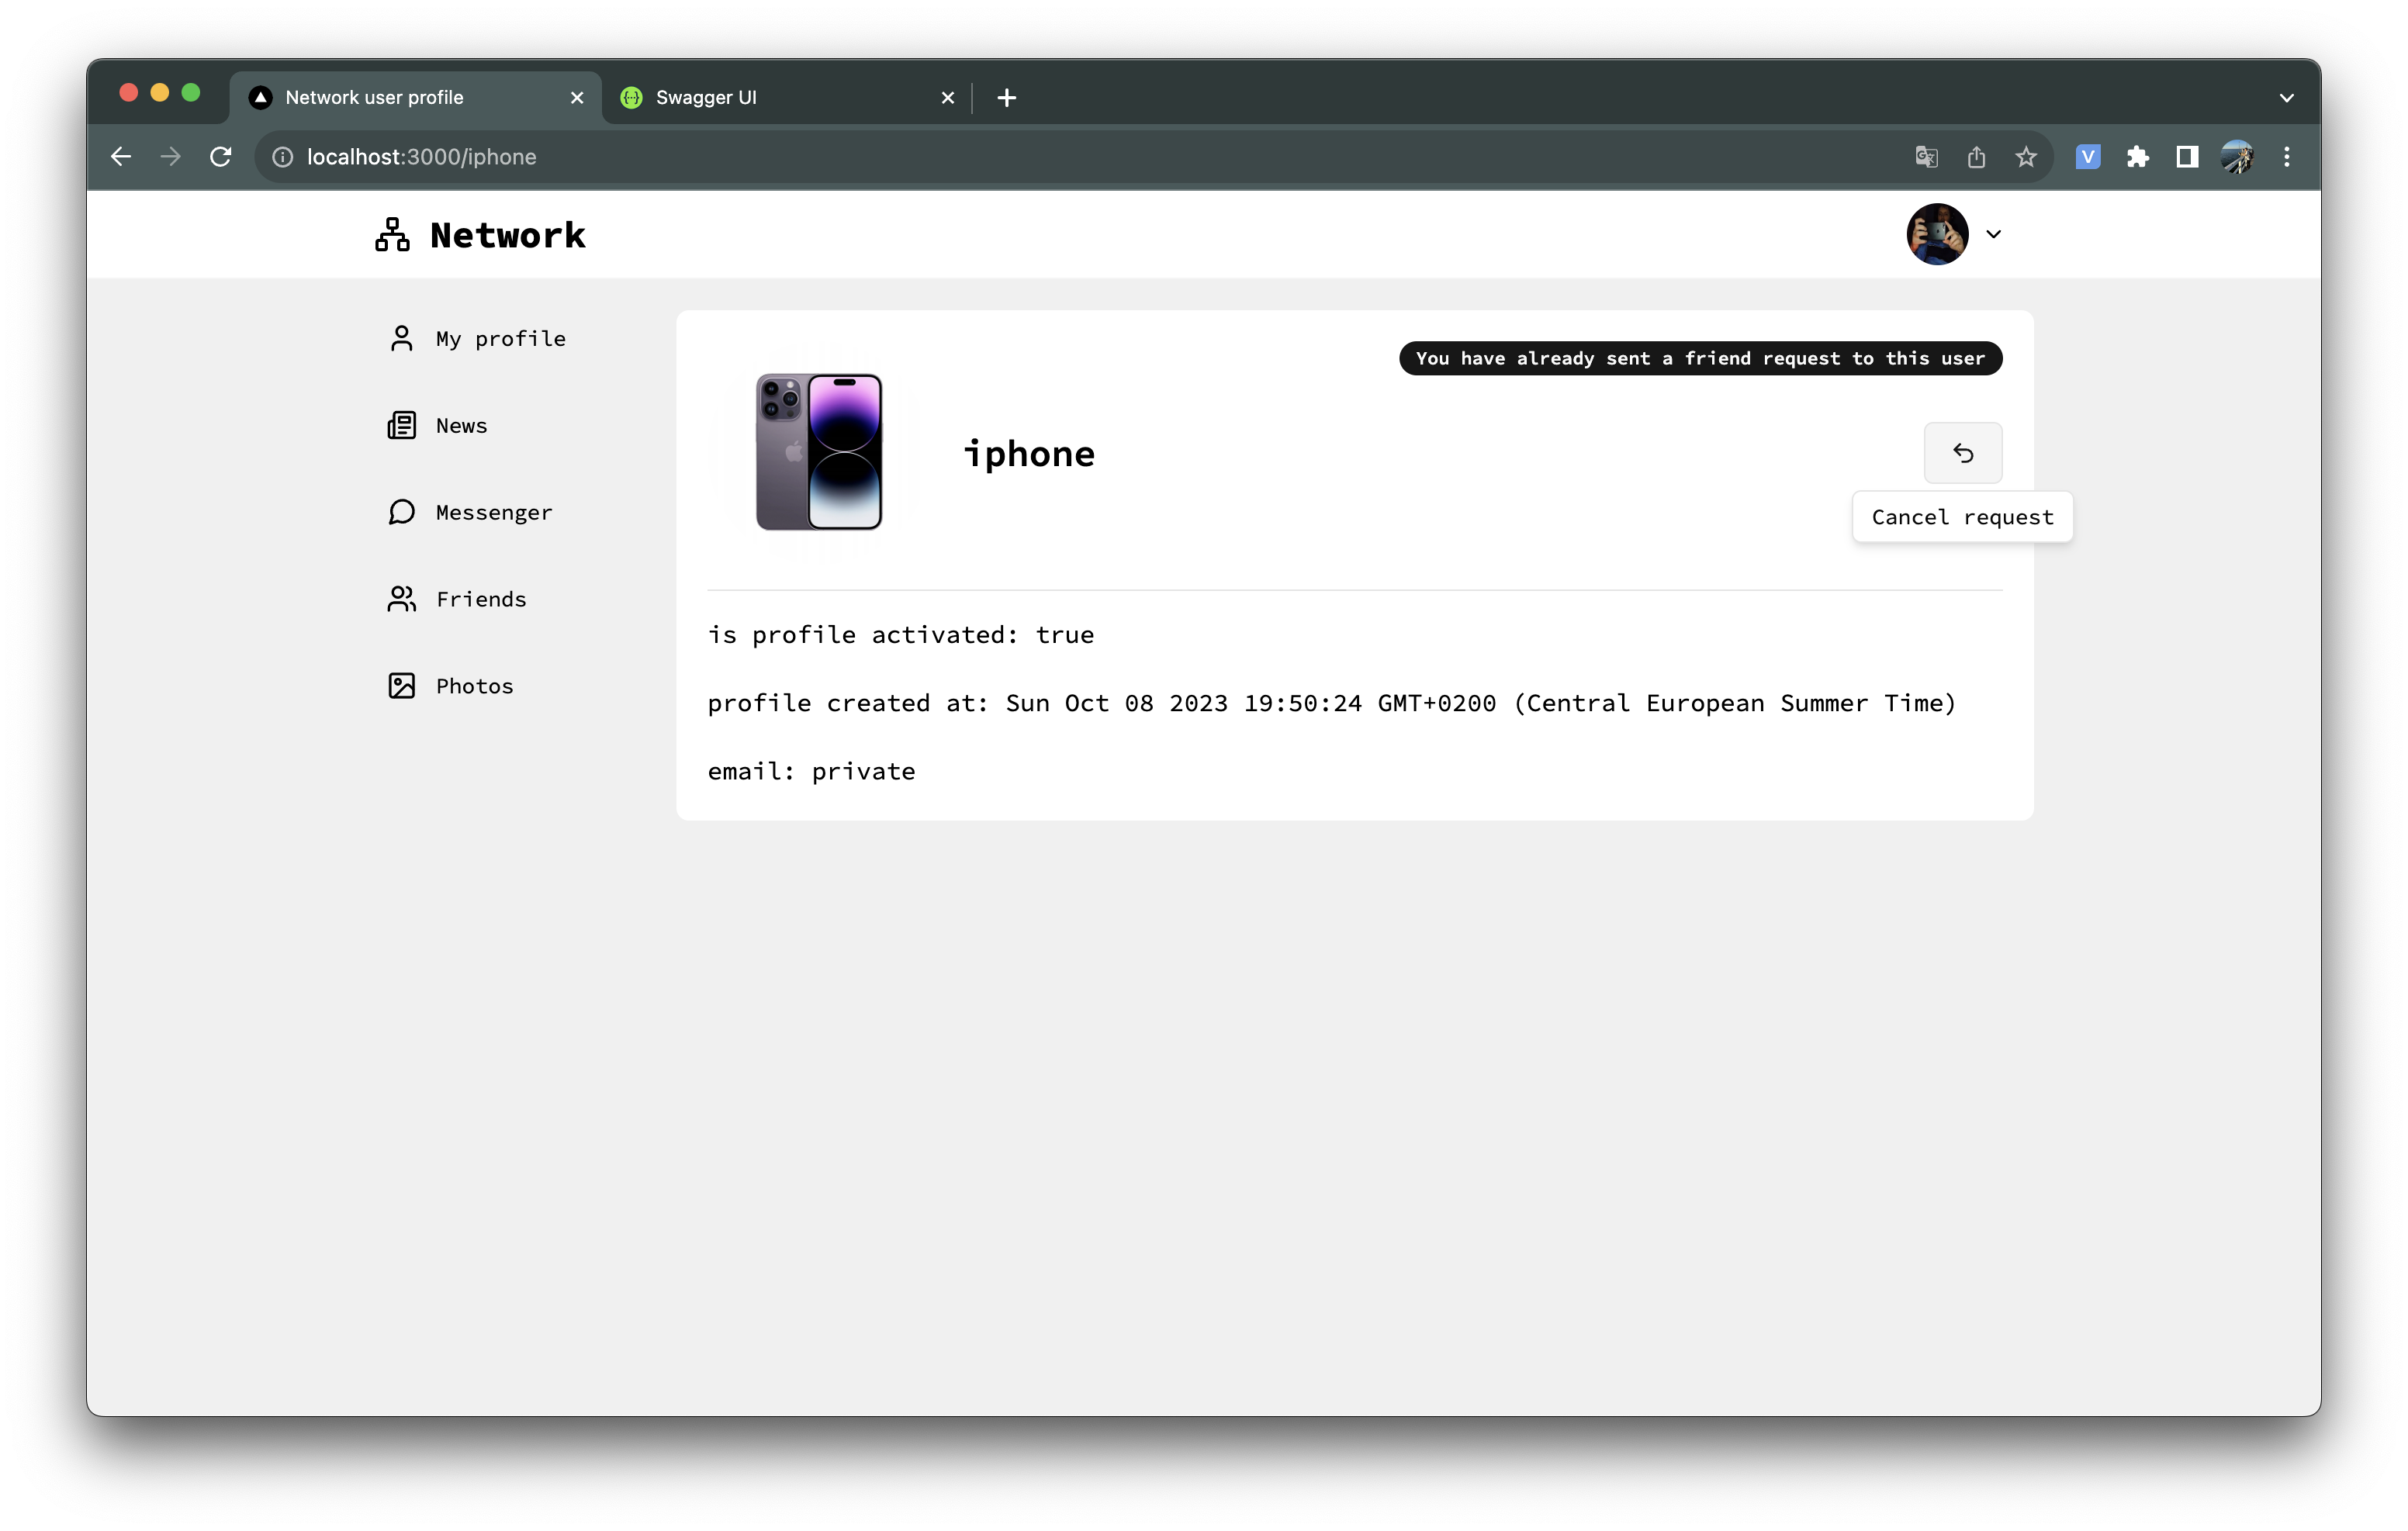 Network user profile
Swagger UI
localhost:3000/iphone
V
Network
My profile
News
Messenger
Friends
Photos
You have already sent a friend request to this user
iphone
Cancel request
is profile activated: true
profile created at: Sun Oct 08 2023 19:50:24 GMT+0200 (Central European Summer Time)
email: private